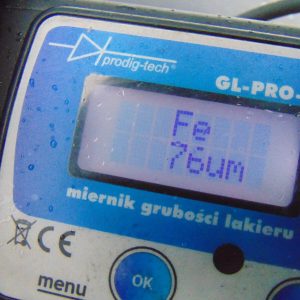 prodig-tech®
GL-PRO-
Fe
76um
miernik grubości lakieru
CE
menu
OK